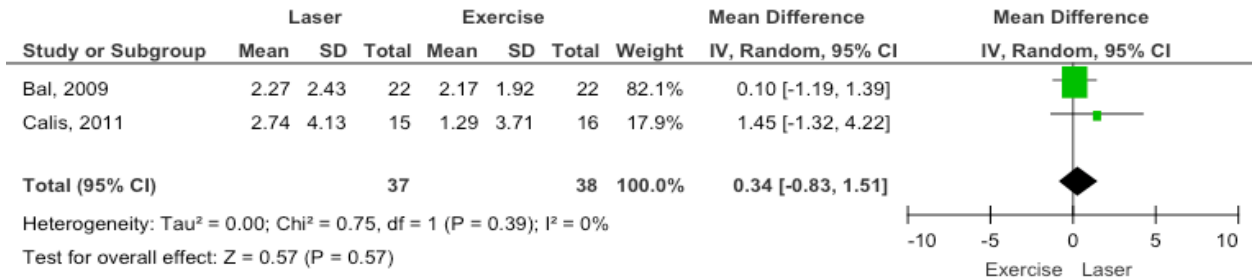 Laser Exercise Mean Difference Mean Difference
Study or Subgroup Mean SD Total Mean SD Total Weight IV, Random, 95% CI IV, Random, 95% CI
Bal, 2009 2.27 2.43 22 2.17 1.92 22 82.1% 0.10 [-1.19, 1.39]
Calis, 2011 2.74 4.13 15 1.29 3.71 16 17.9% 1.45 [-1.32, 4.22]
Total (95% CI) 37 38 100.0% 0.34 [-0.83, 1.51]
Heterogeneity: Tau² = 0.00; Chi² = 0.75, df = 1 (P = 0.39); I² = 0%
Test for overall effect: Z = 0.57 (P = 0.57)
-10 -5 0 5 10
Exercise Laser